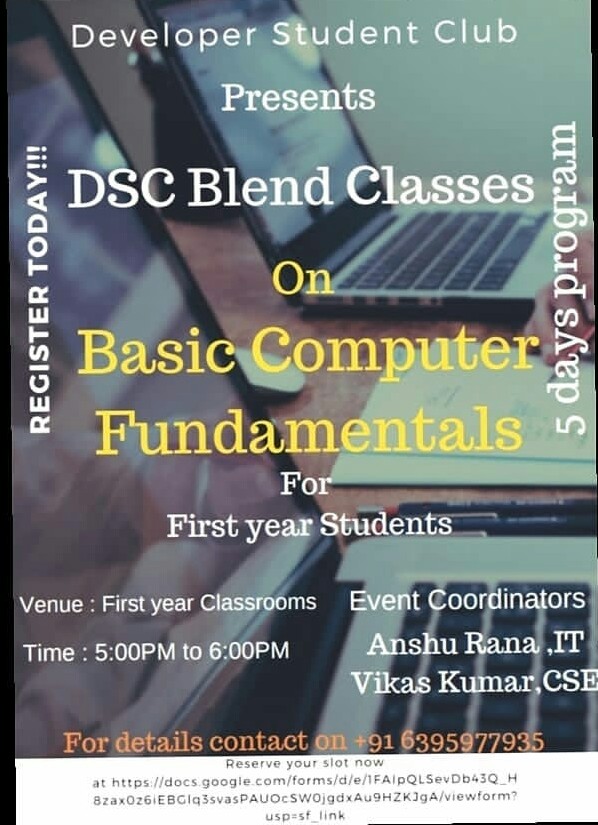 Developer Student Club
Presents
DSC Blend Classes
On
Basic Computer
Fundamentals
For
First year Students
REGISTER TODAY!!!
5 days program
Venue : First year Classrooms
Time : 5:00PM to 6:00PM
Event Coordinators
Anshu Rana ,IT
Vikas Kumar,CSE
For details contact on +91 6395977935
Reserve your slot now
at https://docs.google.com/forms/d/e/1FAIpQLSevDb43Q_H
8zax0z6iEBGlq3svasPAUOcSW0jgdxAu9HZKJgA/viewform?
usp=sf_link